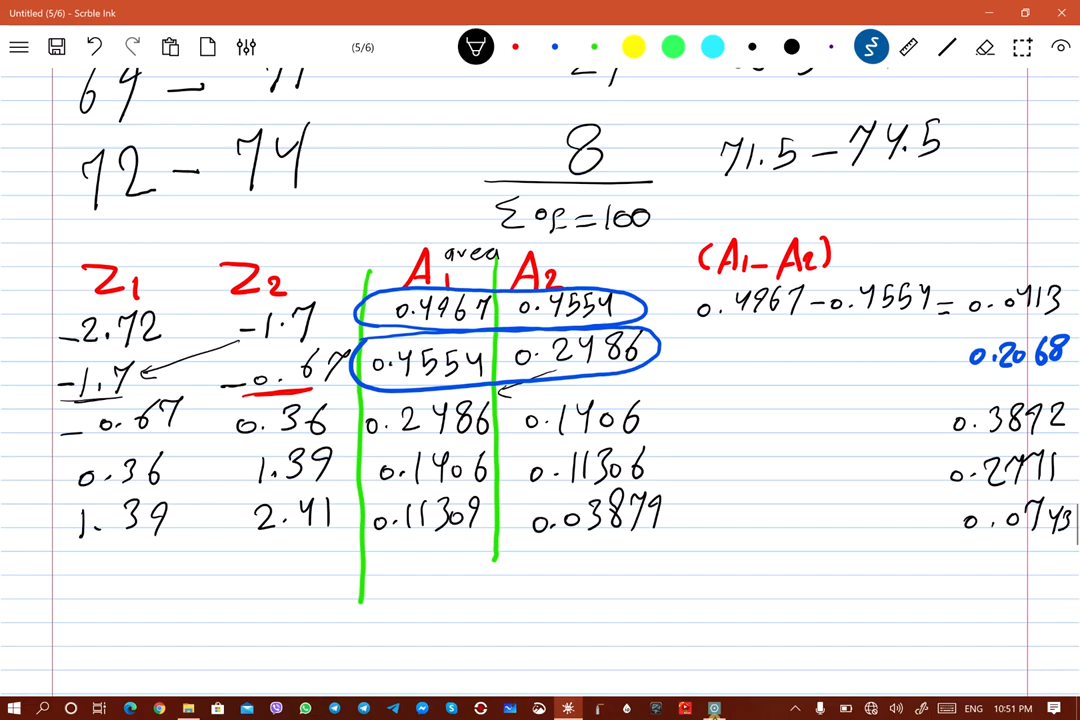 Untitled (5/6) - Scrble Ink
(5/6)
72 - 74 8 71.5 - 74.5
Σof = 100
Z1 Z2 A1 area A2 (A1 - A2)
-2.72 -1.7 0.4967 0.4554 0.4967 - 0.4554 = 0.0413
-1.7 -0.67 0.4554 0.2486 0.2068
-0.67 0.36 0.2486 0.1406 0.3892
0.36 1.39 0.1406 0.11306 0.2771
1.39 2.41 0.11309 0.03879 0.0743
ENG 10:51 PM